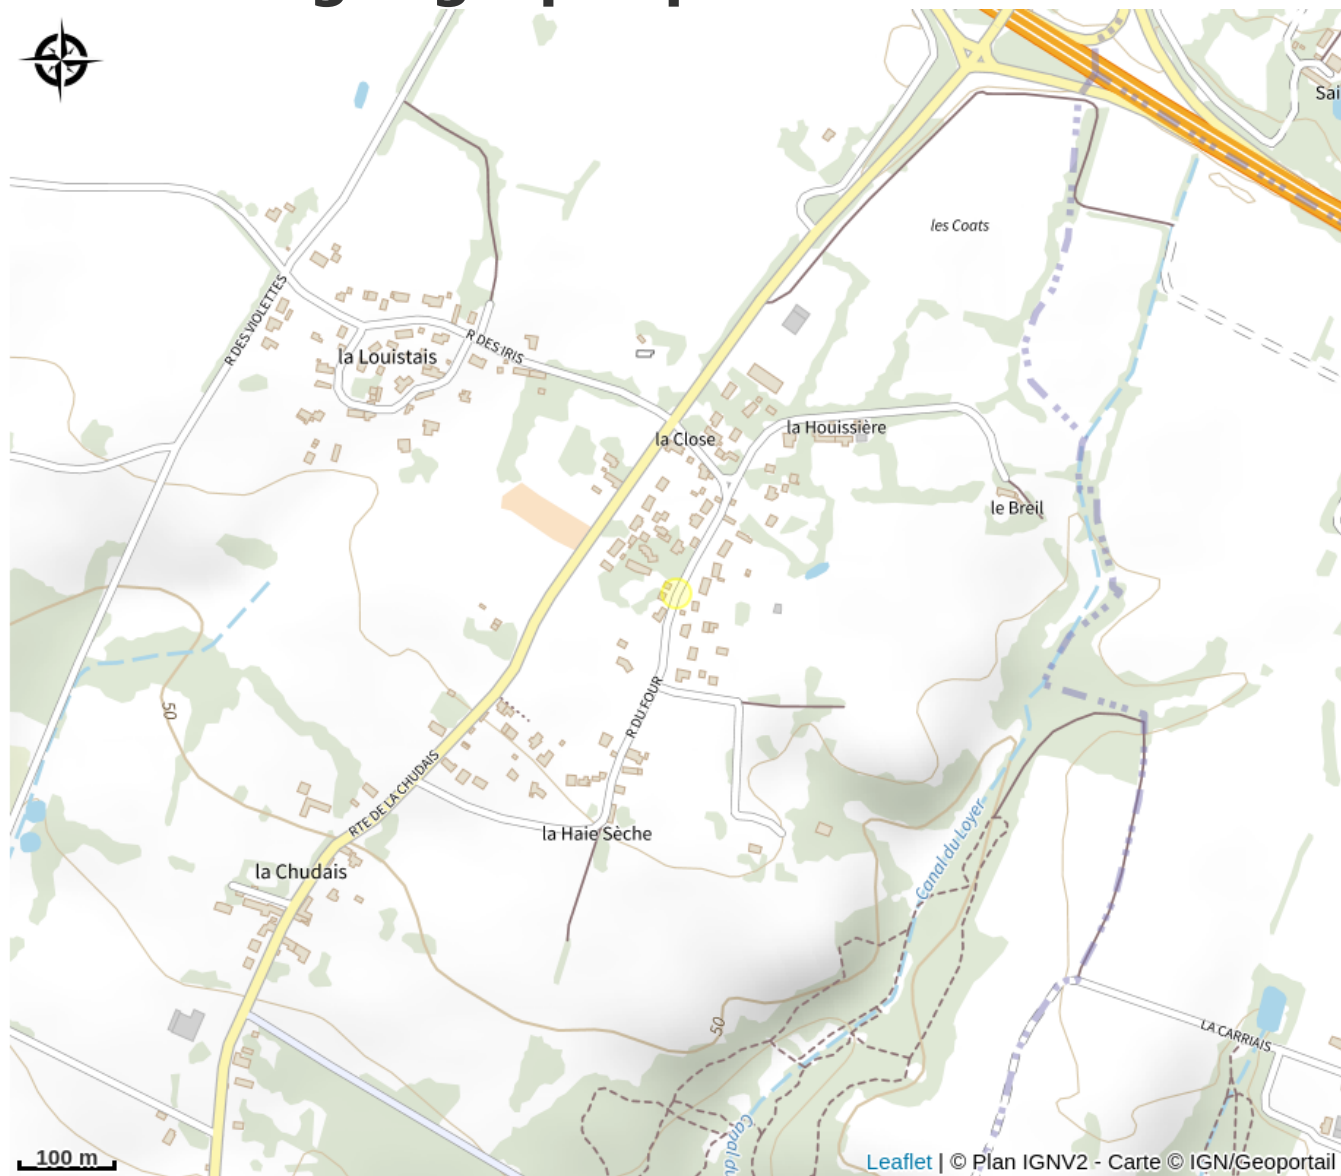 Sai
les Coats
R DES VIOLETTES
R DES IRIS
la Louistais
la Close
la Houissière
le Breil
50
R DU FOUR
RTE DE LA CHUDAIS
la Haie Sèche
la Chudais
Canal du Loyer
50
LA CARRIAIS
Canal du
100 m
Leaflet | © Plan IGNV2 - Carte © IGN/Geoportail